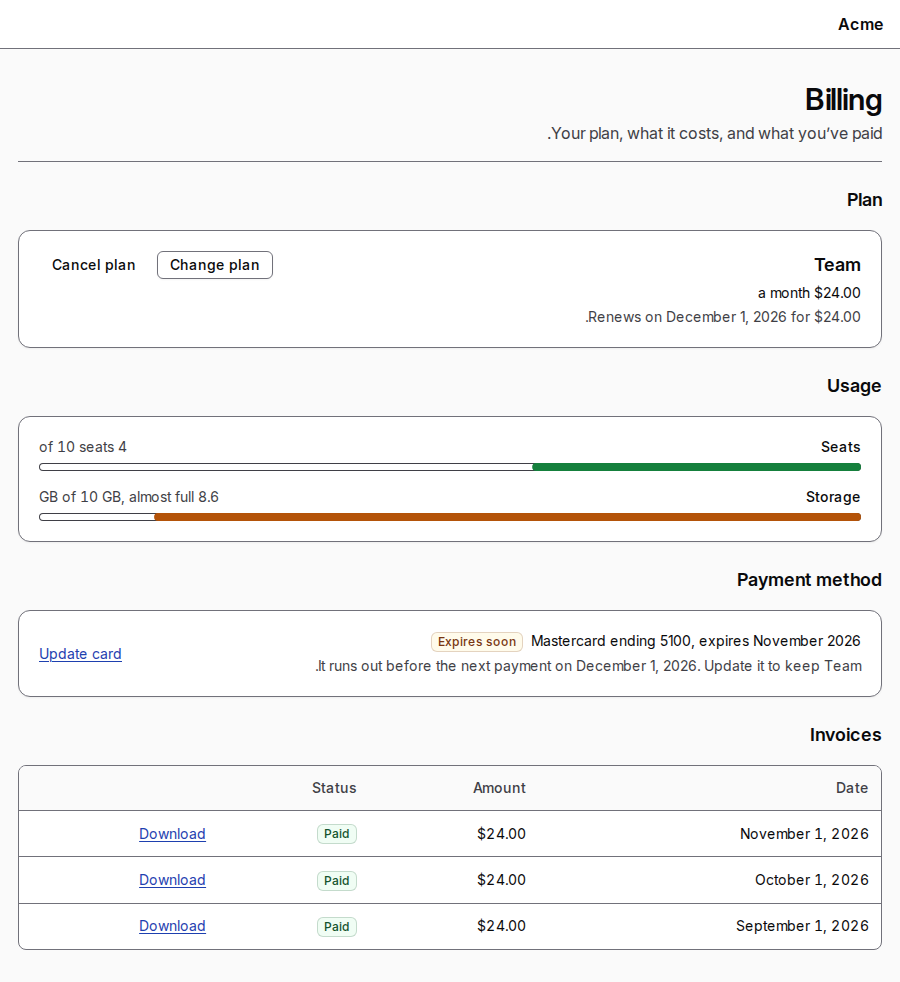 Acme
Billing
.Your plan, what it costs, and what you've paid
Plan
Team
a month $24.00
.Renews on December 1, 2026 for $24.00
Change plan
Cancel plan
Usage
Seats
of 10 seats 4
Storage
GB of 10 GB, almost full 8.6
Payment method
Mastercard ending 5100, expires November 2026
Expires soon
.It runs out before the next payment on December 1, 2026. Update it to keep Team
Update card
Invoices
Date Amount Status
November 1, 2026 $24.00 Paid Download
October 1, 2026 $24.00 Paid Download
September 1, 2026 $24.00 Paid Download